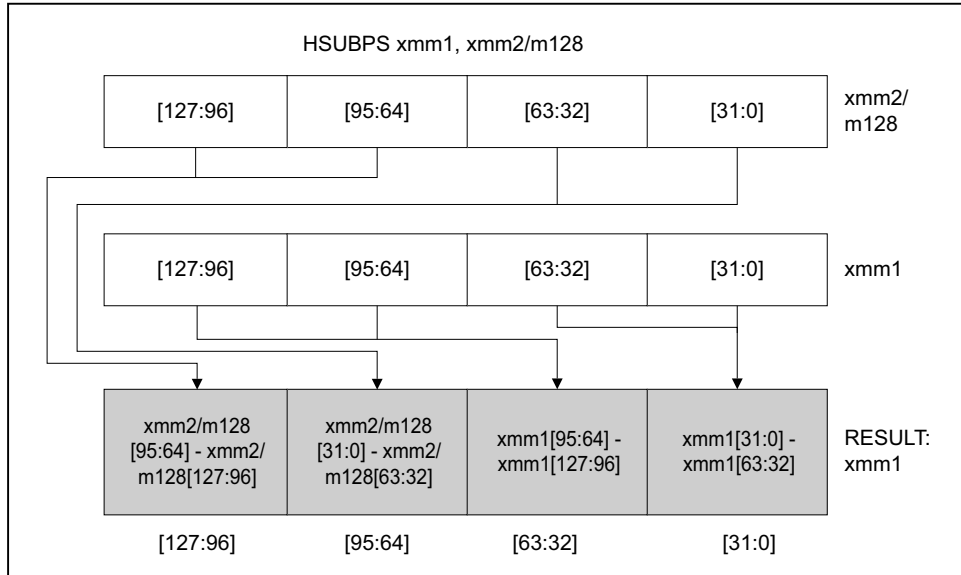 HSUBPS xmm1, xmm2/m128
[127:96] [95:64] [63:32] [31:0]
xmm2/
m128
[127:96] [95:64] [63:32] [31:0] xmm1
xmm2/m128
[95:64] - xmm2/
m128[127:96]
xmm2/m128
[31:0] - xmm2/
m128[63:32]
xmm1[95:64] -
xmm1[127:96]
xmm1[31:0] -
xmm1[63:32]
RESULT:
xmm1
[127:96] [95:64] [63:32] [31:0]